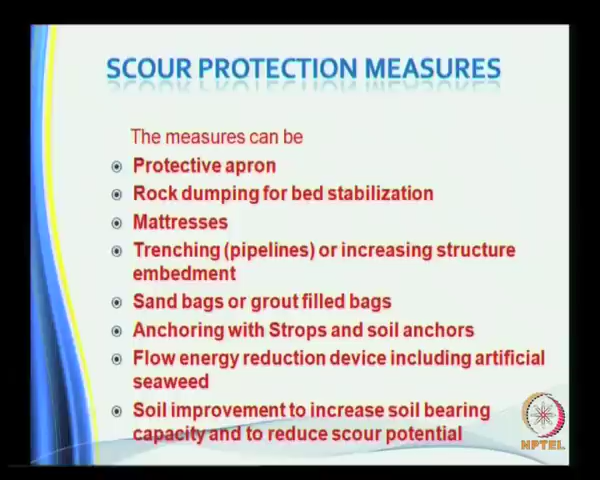 SCOUR PROTECTION MEASURES
The measures can be
Protective apron
Rock dumping for bed stabilization
Mattresses
Trenching (pipelines) or increasing structure
embedment
Sand bags or grout filled bags
Anchoring with Strops and soil anchors
Flow energy reduction device including artificial
seaweed
Soil improvement to increase soil bearing
capacity and to reduce scour potential
NPTEL